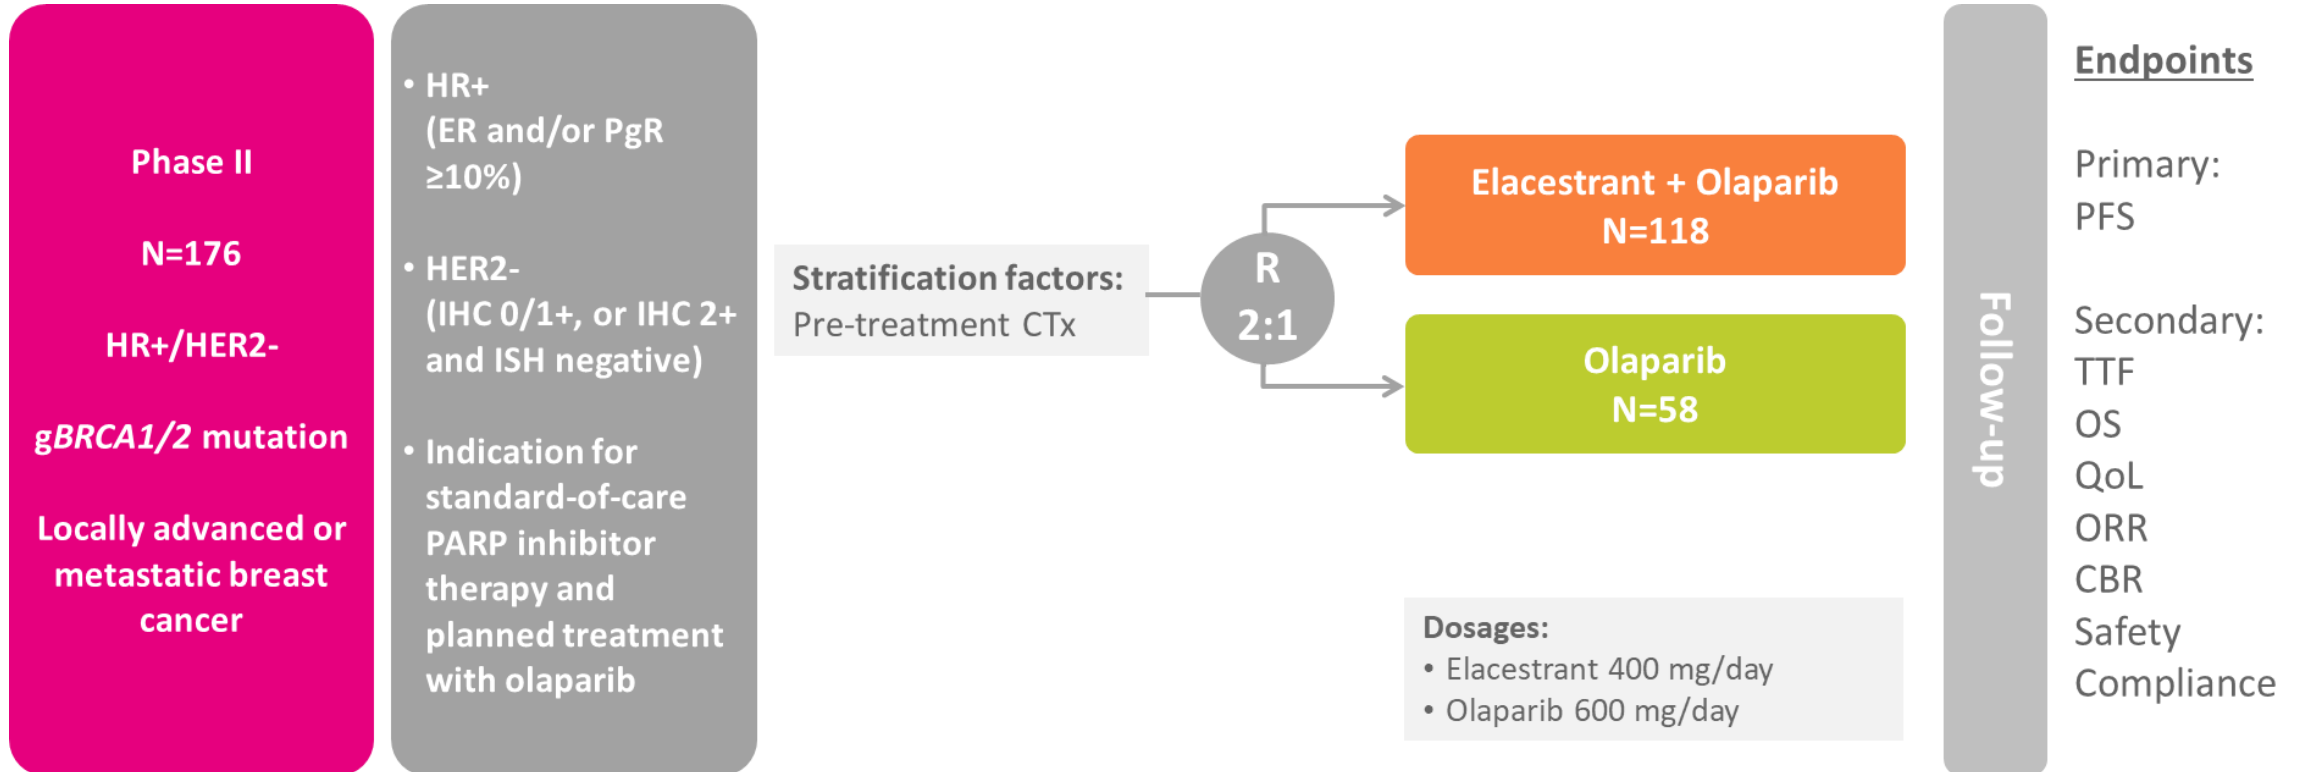 Phase II
N=176
HR+/HER2-
gBRCA1/2 mutation
Locally advanced or
metastatic breast
cancer
• HR+
(ER and/or PgR
≥10%)
• HER2-
(IHC 0/1+, or IHC 2+
and ISH negative)
• Indication for
standard-of-care
PARP inhibitor
therapy and
planned treatment
with olaparib
Stratification factors:
Pre-treatment CTx
R
2:1
Elacestrant + Olaparib
N=118
Olaparib
N=58
Dosages:
• Elacestrant 400 mg/day
• Olaparib 600 mg/day
Follow-up
Endpoints
Primary:
PFS
Secondary:
TTF
OS
QoL
ORR
CBR
Safety
Compliance